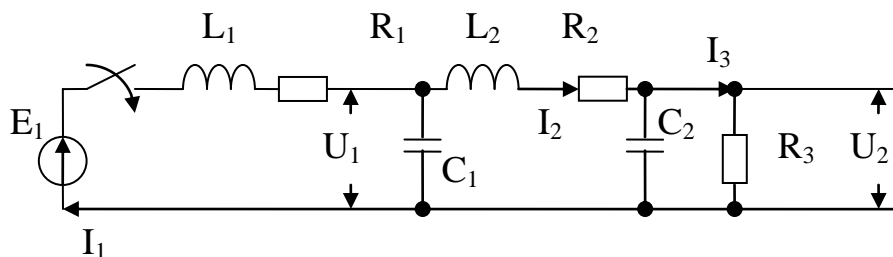 L₁ R₁ L₂ R₂ I₃
E₁ U₁ C₁ I₂ C₂ R₃ U₂
I₁